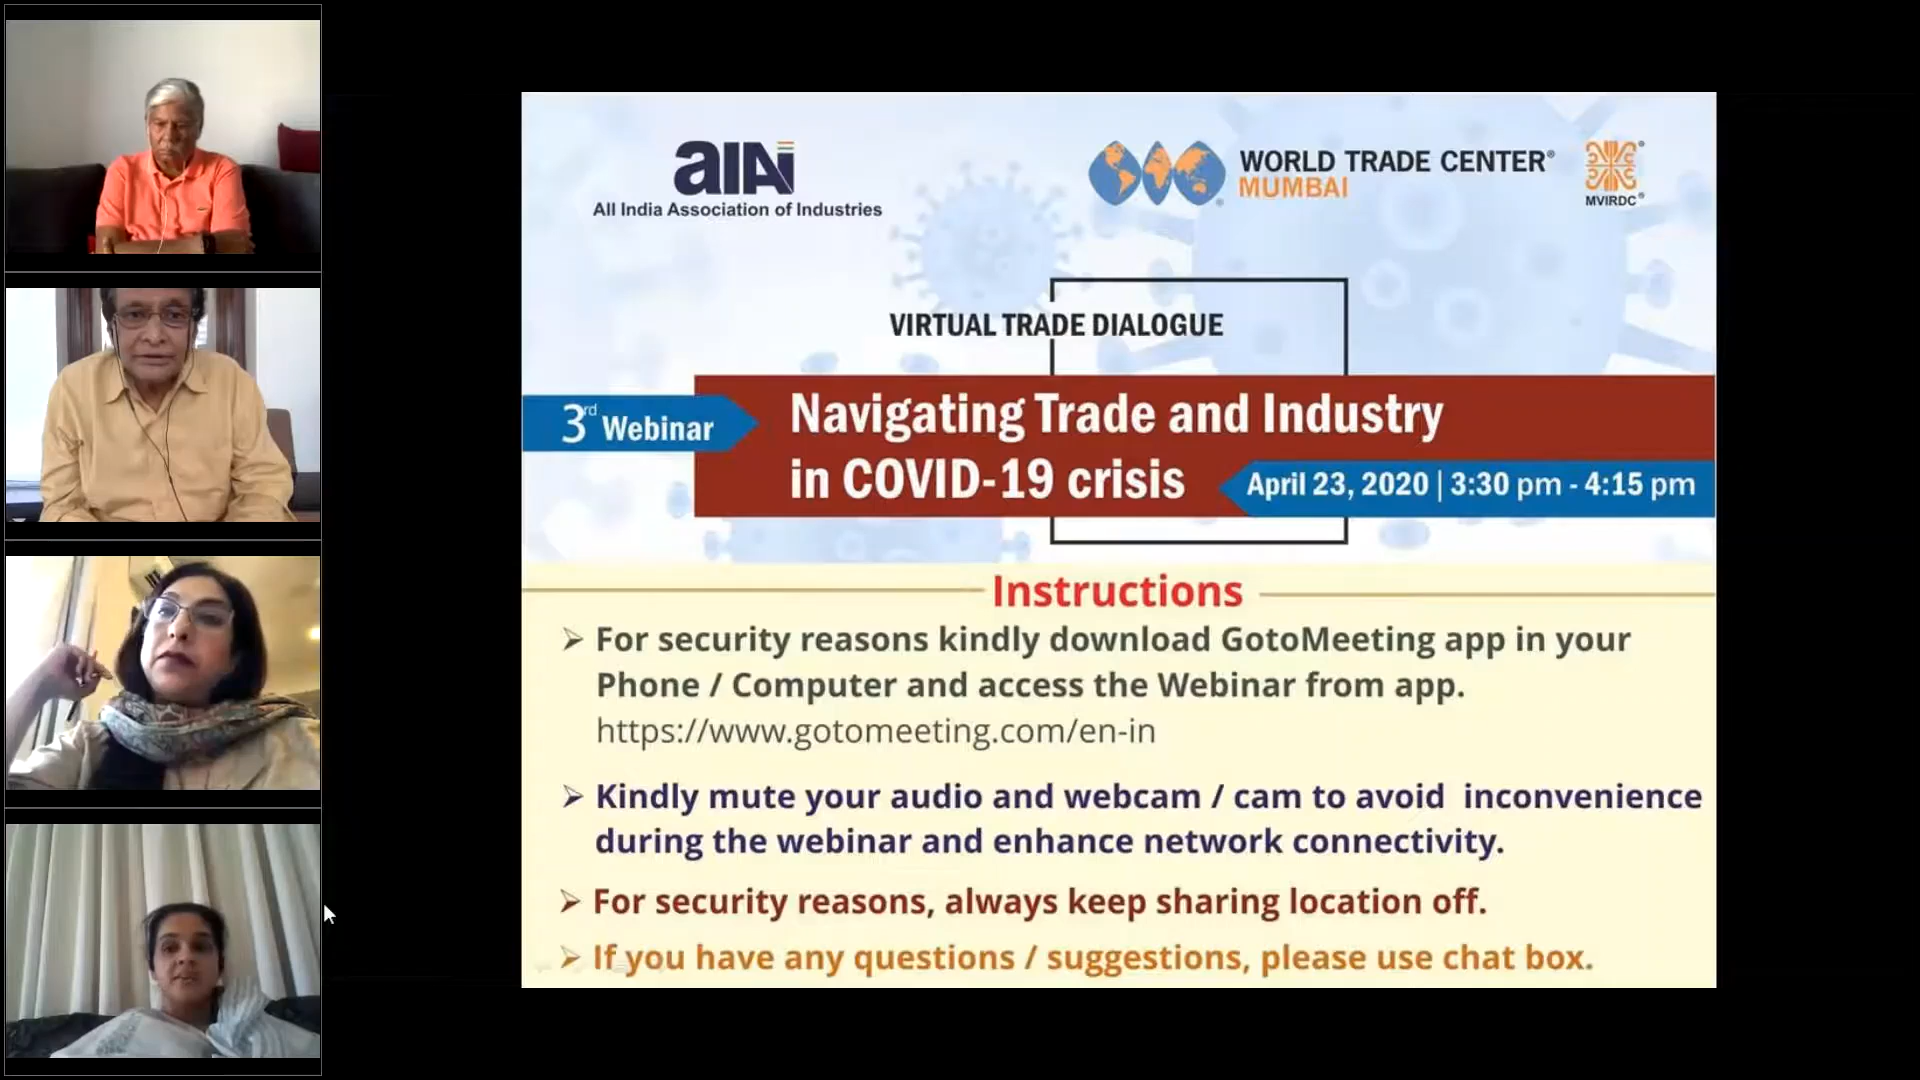 aIAI
All India Association of Industries
WORLD TRADE CENTER®
MUMBAI
®
MVIRDC®
VIRTUAL TRADE DIALOGUE
3rd Webinar
Navigating Trade and Industry
in COVID-19 crisis
April 23, 2020 | 3:30 pm - 4:15 pm
Instructions
➢ For security reasons kindly download GotoMeeting app in your
Phone / Computer and access the Webinar from app.
https://www.gotomeeting.com/en-in
➢ Kindly mute your audio and webcam / cam to avoid inconvenience
during the webinar and enhance network connectivity.
➢ For security reasons, always keep sharing location off.
➢ If you have any questions / suggestions, please use chat box.